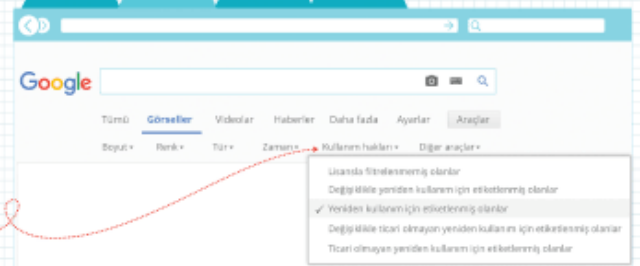 Google
Tümü Görseller Videolar Haberler Daha fazla Ayarlar Araçlar
Boyut Renk Tür Zaman Kullanım hakları Diğer araçlar
Lisansla filtrelenmemiş olanlar
Değişiklikle yeniden kullanım için etiketlenmiş olanlar
✓ Yeniden kullanım için etiketlenmiş olanlar
Değişiklikle ticari olmayan yeniden kullanım için etiketlenmiş olanlar
Ticari olmayan yeniden kullanım için etiketlenmiş olanlar